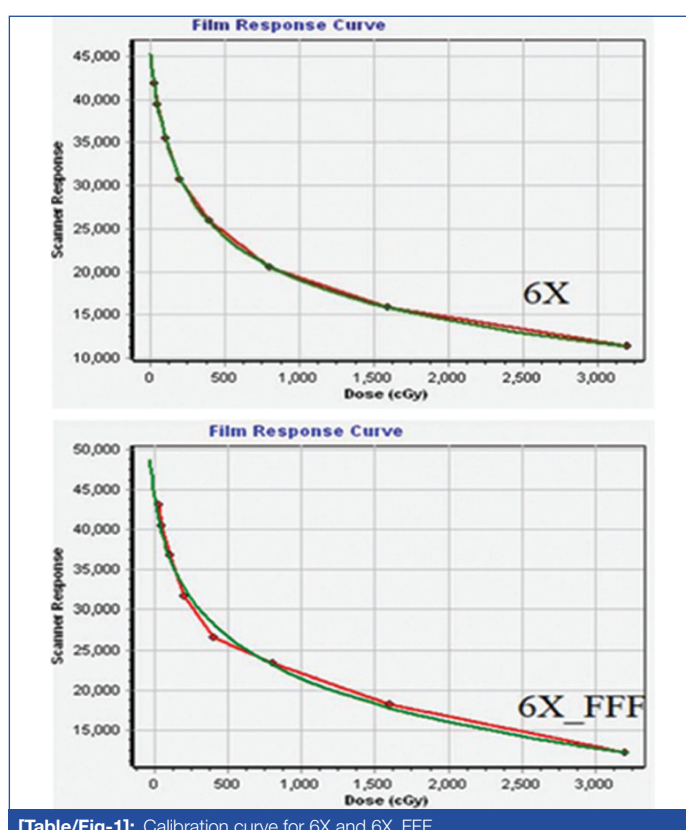 Film Response Curve
45,000
40,000
35,000
30,000
25,000
20,000
15,000
10,000
Scanner Response
6X
0 500 1,000 1,500 2,000 2,500 3,000
Dose (cGy)
Film Response Curve
50,000
45,000
40,000
35,000
30,000
25,000
20,000
15,000
Scanner Response
6X_FFF
0 500 1,000 1,500 2,000 2,500 3,000
Dose (cGy)
[Table/Fig-1]: Calibration curve for 6X and 6X_FFF